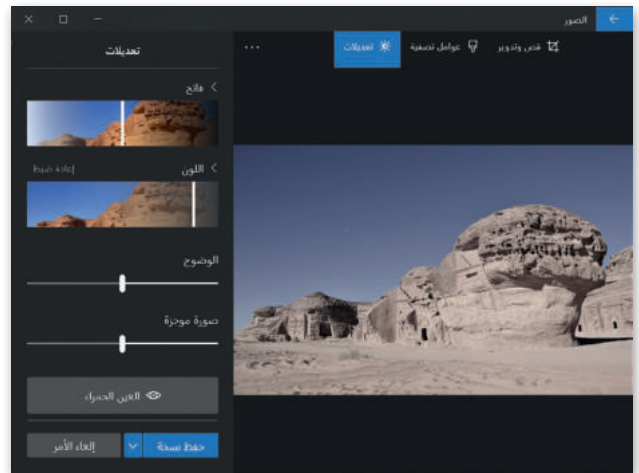 الصور
قص وتدوير
عوامل تصفية
تعديلات
...
تعديلات
فاتح
اللون
إعادة ضبط
الوضوح
صورة موجزة
العين الحمراء
حفظ نسخة
إلغاء الأمر